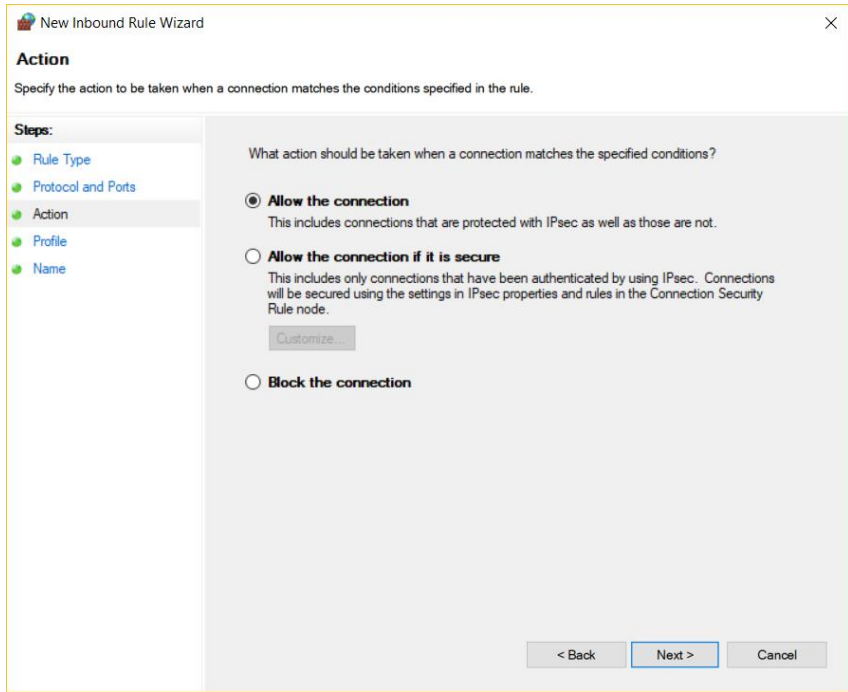 New Inbound Rule Wizard
Action
Specify the action to be taken when a connection matches the conditions specified in the rule.
Steps:
Rule Type
Protocol and Ports
Action
Profile
Name
What action should be taken when a connection matches the specified conditions?
Allow the connection
This includes connections that are protected with IPsec as well as those are not.
Allow the connection if it is secure
This includes only connections that have been authenticated by using IPsec. Connections
will be secured using the settings in IPsec properties and rules in the Connection Security
Rule node.
Customize...
Block the connection
< Back
Next >
Cancel